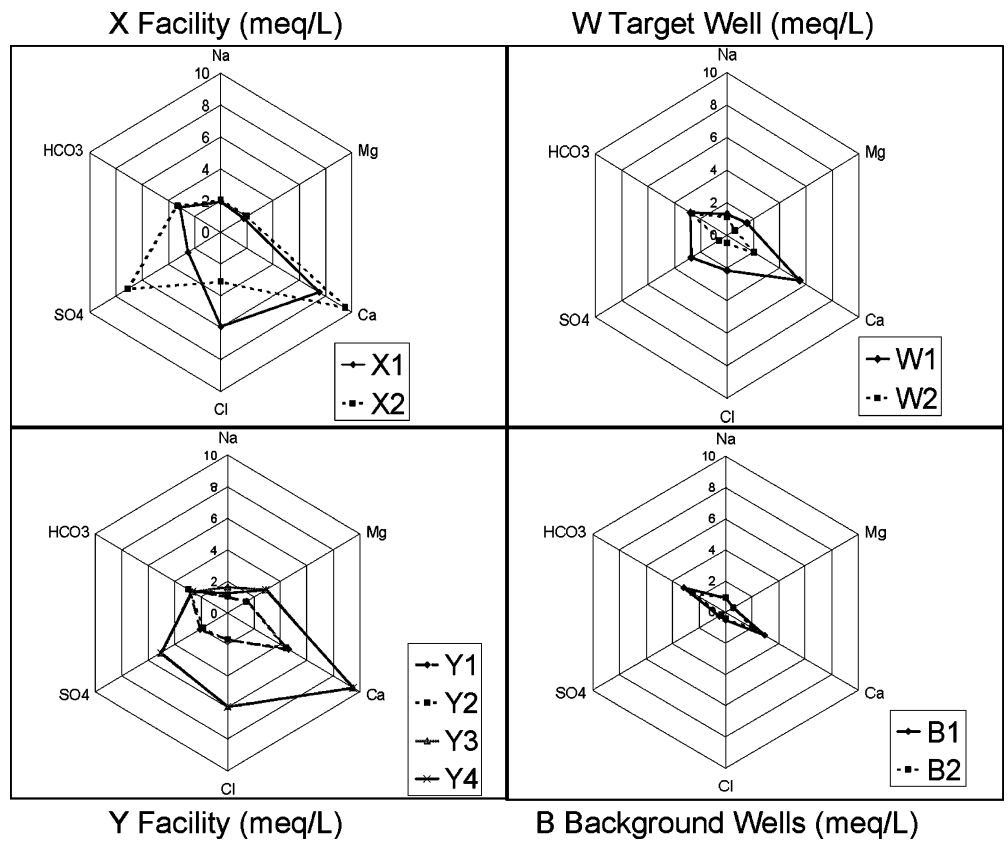 X Facility (meq/L)
Na
10
8
6
4
2
0
HCO3
Mg
SO4
Ca
Cl
X1
X2
W Target Well (meq/L)
Na
10
8
6
4
2
0
HCO3
Mg
SO4
Ca
Cl
W1
W2
Na
10
8
6
4
2
0
HCO3
Mg
SO4
Ca
Cl
Y1
Y2
Y3
Y4
Y Facility (meq/L)
Na
10
8
6
4
2
0
HCO3
Mg
SO4
Ca
Cl
B1
B2
B Background Wells (meq/L)